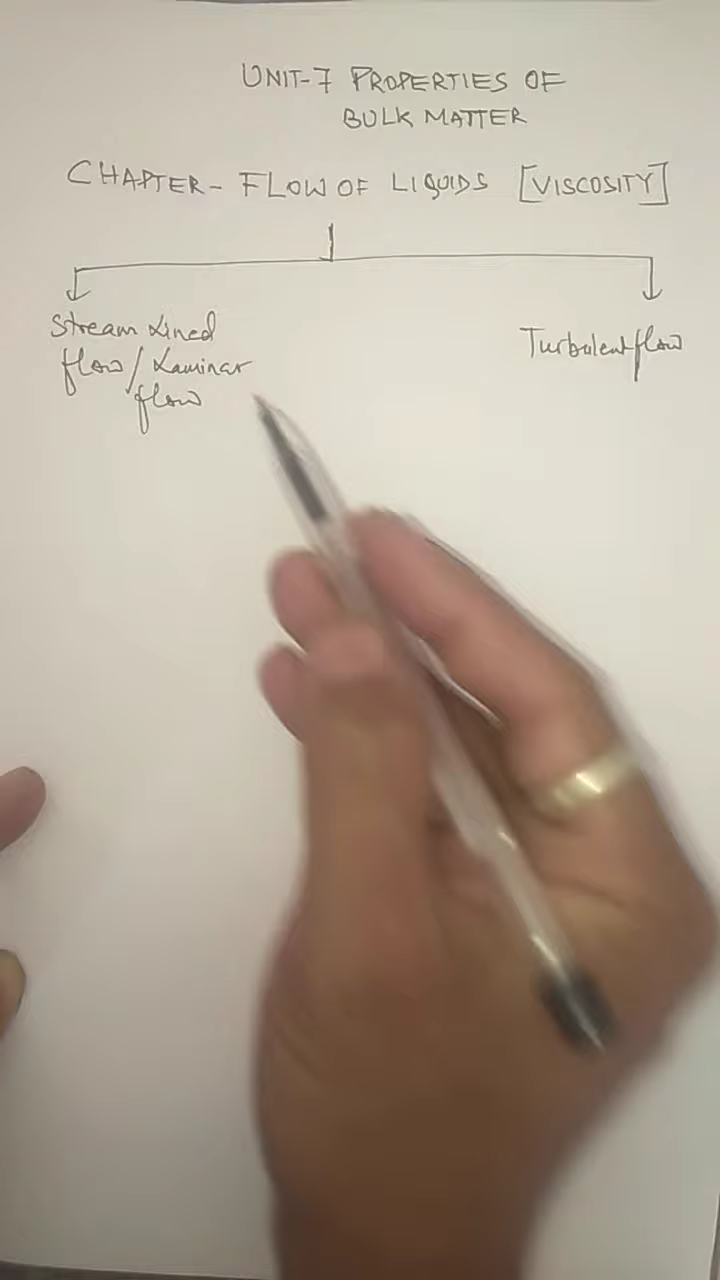 UNIT-7 PROPERTIES OF
BULK MATTER
CHAPTER- FLOW OF LIQUIDS [VISCOSITY]
Stream Lined
flow/Laminar
flow
Turbulent flow